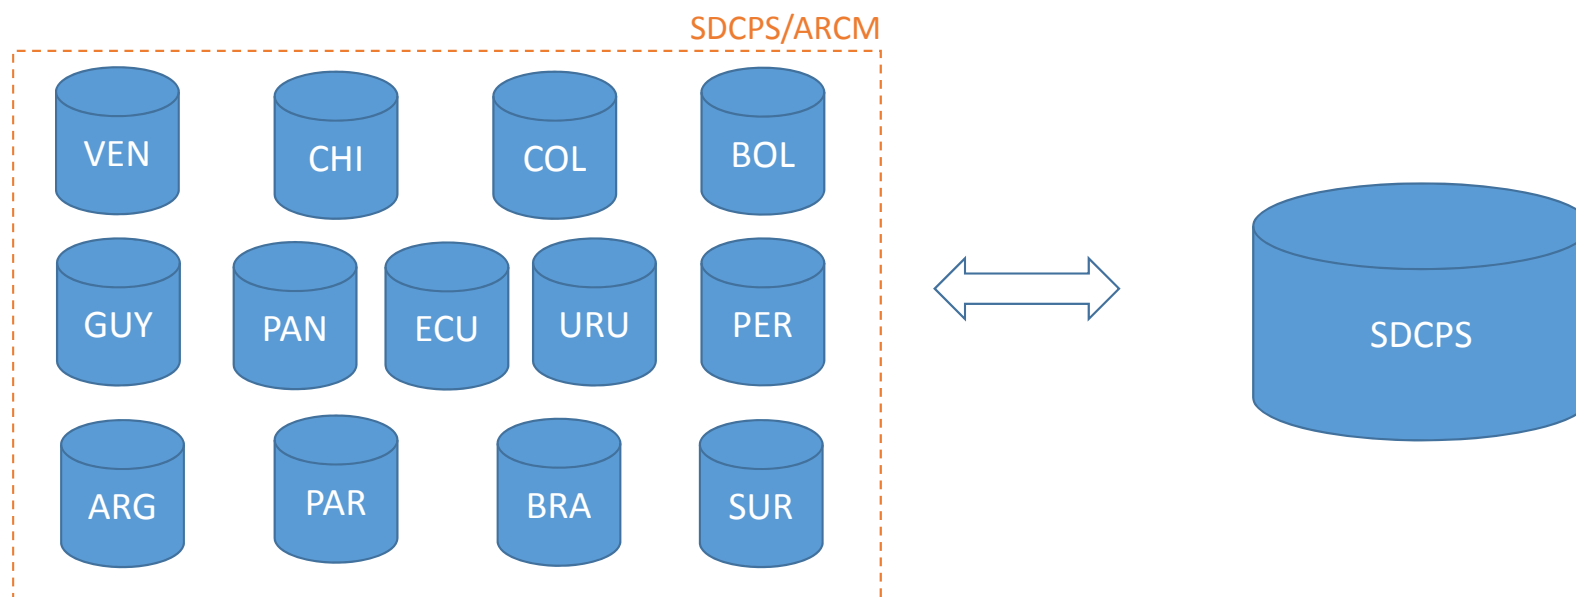 SDCPS/ARCM
VEN
CHI
COL
BOL
GUY
PAN
ECU
URU
PER
ARG
PAR
BRA
SUR
SDCPS